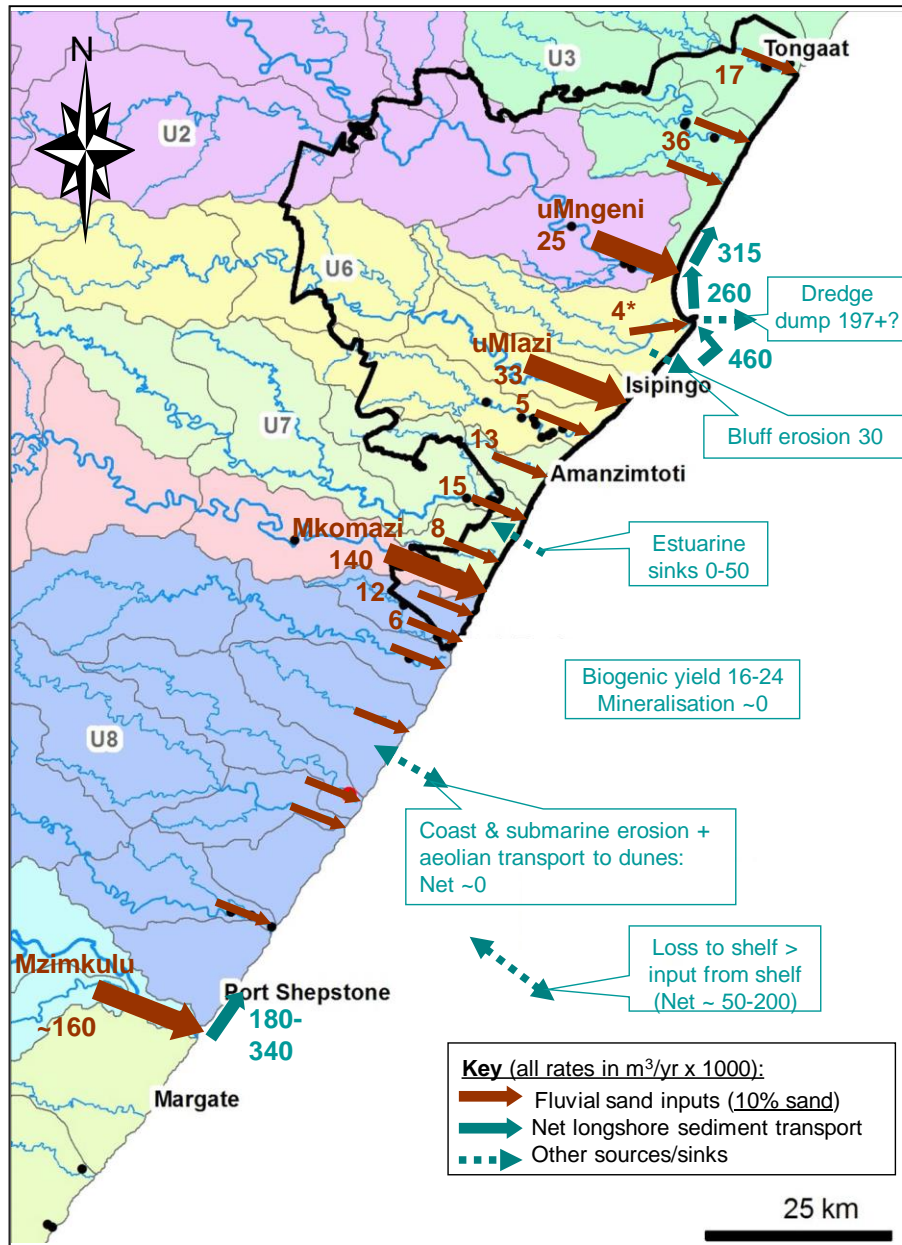 N
U3
Tongaat
17
U2
36
uMngeni
25
315
U6
260
4*
Dredge
dump 197+?
uMlazi
33
460
Isipingo
5
U7
Bluff erosion 30
13
Amanzimtoti
15
Mkomazi
8
140
Estuarine
sinks 0-50
12
6
Biogenic yield 16-24
Mineralisation ~0
U8
Coast & submarine erosion +
aeolian transport to dunes:
Net ~0
Mzimkulu
Loss to shelf >
input from shelf
(Net ~ 50-200)
Port Shepstone
~160
180-
340
Margate
Key (all rates in m³/yr x 1000):
Fluvial sand inputs (10% sand)
Net longshore sediment transport
Other sources/sinks
25 km